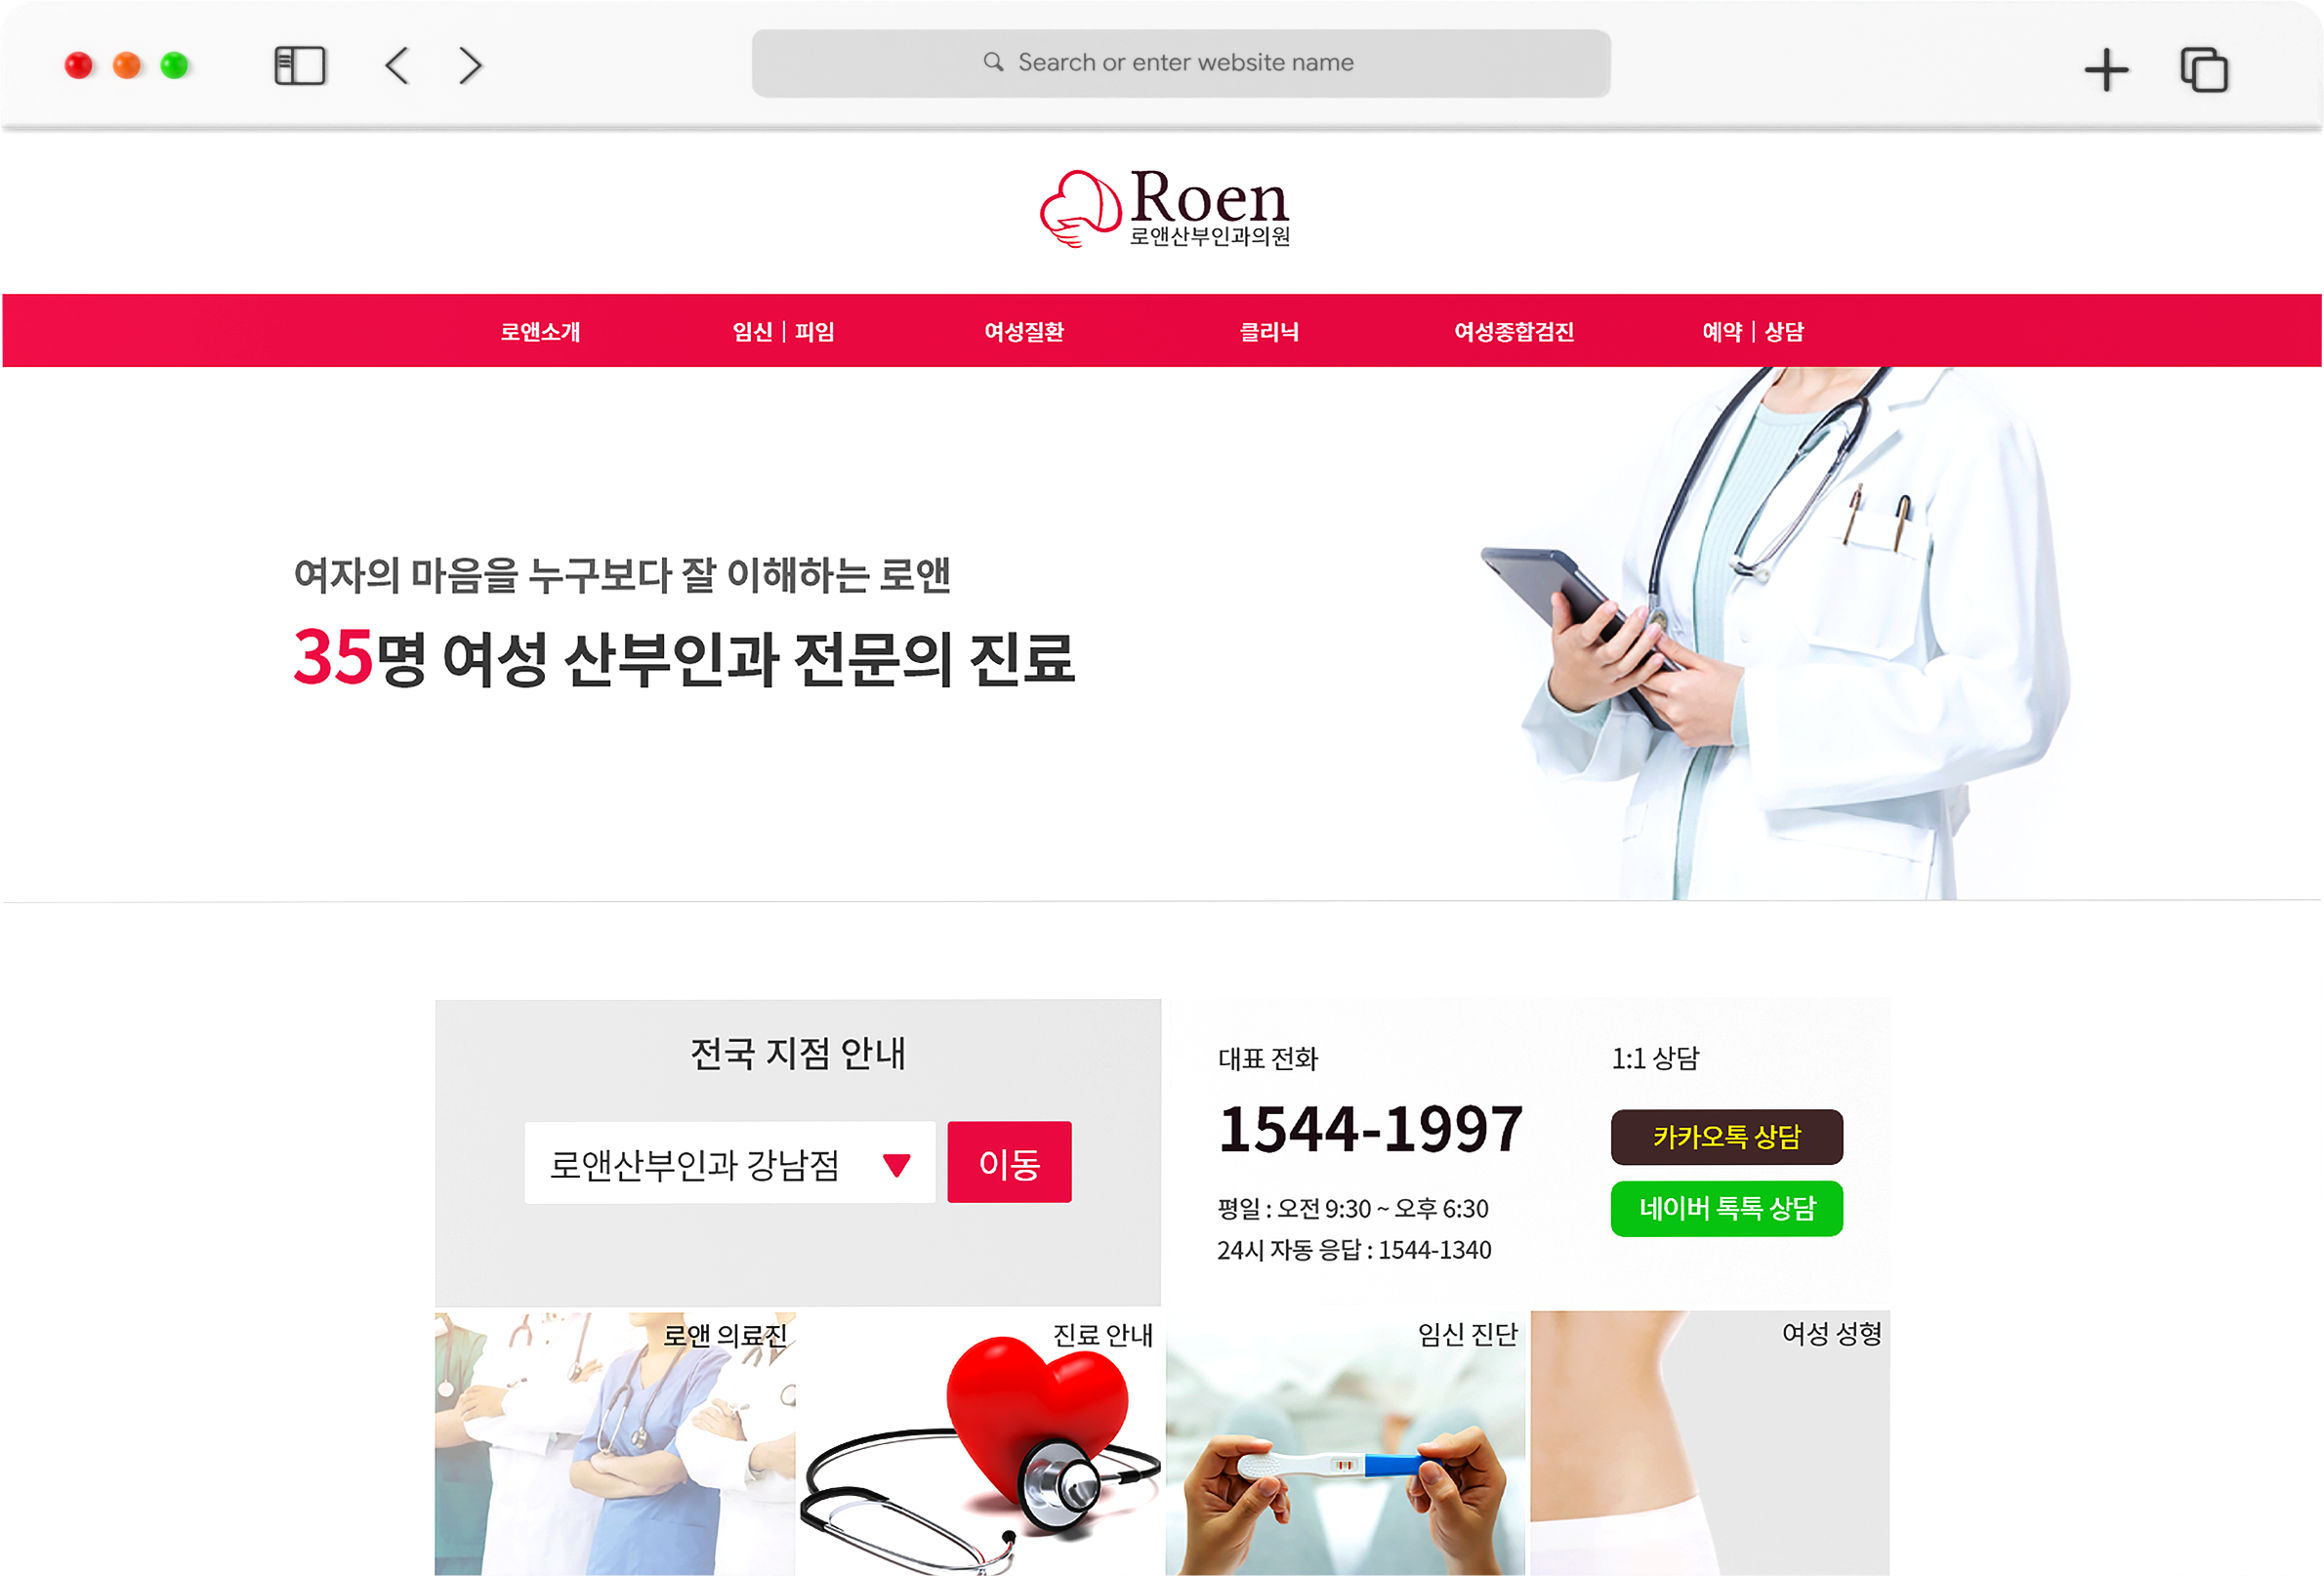 Search or enter website name
Roen
로앤산부인과의원
로앤소개
임신 | 피임
여성질환
클리닉
여성종합검진
예약 | 상담
여자의 마음을 누구보다 잘 이해하는 로앤
35명 여성 산부인과 전문의 진료
전국 지점 안내
로앤산부인과 강남점
이동
대표 전화
1544-1997
평일 : 오전 9:30 ~ 오후 6:30
24시 자동 응답 : 1544-1340
1:1 상담
카카오톡 상담
네이버 톡톡 상담
로앤 의료진
진료 안내
임신 진단
여성 성형